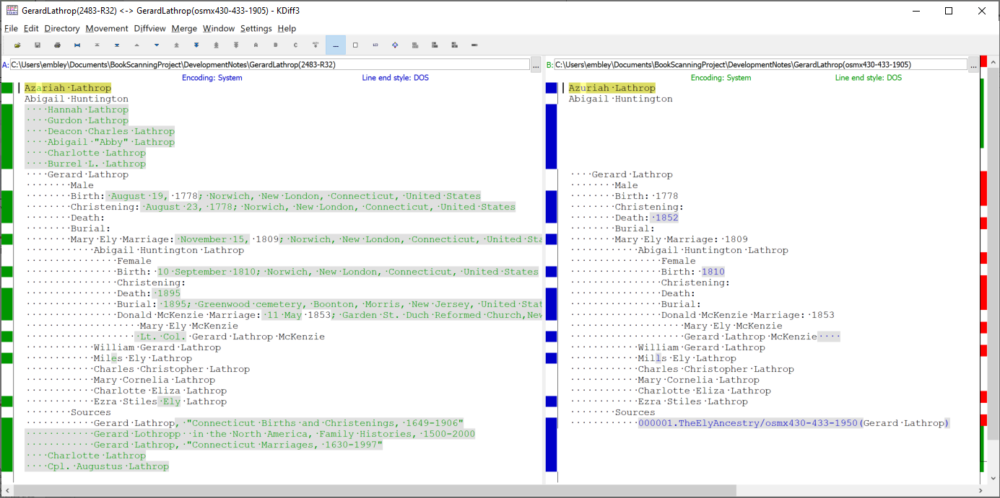 GerardLathrop(2483-R32) <-> GerardLathrop(osmx430-433-1905) - KDiff3
File Edit Directory Movement Diffview Merge Window Settings Help
A: C:\Users\embley\Documents\BookScanningProject\DevelopmentNotes\GerardLathrop(2483-R32) ...
Encoding: System Line end style: DOS
Azariah·Lathrop
Abigail·Huntington
····Hannah·Lathrop
····Gurdon·Lathrop
····Deacon·Charles·Lathrop
····Abigail·"Abby"·Lathrop
····Charlotte·Lathrop
····Burrel·L.·Lathrop
····Gerard·Lathrop
········Male
········Birth:·August·19,·1778;·Norwich,·New·London,·Connecticut,·United·States
········Christening:·August·23,·1778;·Norwich,·New·London,·Connecticut,·United·States
········Death:
········Burial:
········Mary·Ely·Marriage:·November·15,·1809;·Norwich,·New·London,·Connecticut,·United·Sta
············Abigail·Huntington·Lathrop
················Female
················Birth:·10·September·1810;·Norwich,·New·London,·Connecticut,·United·States
················Christening:
················Death:·1895
················Burial:·1895;·Greenwood·cemetery,·Boonton,·Morris,·New·Jersey,·United·Stat
················Donald·McKenzie·Marriage:·11·May·1853;·Garden·St.·Duch·Reformed·Church,New
····················Mary·Ely·McKenzie
····················Lt.·Col.·Gerard·Lathrop·McKenzie
············William·Gerard·Lathrop
············Miles·Ely·Lathrop
············Charles·Christopher·Lathrop
············Mary·Cornelia·Lathrop
············Charlotte·Eliza·Lathrop
············Ezra·Stiles·Ely·Lathrop
········Sources
············Gerard·Lathrop,·"Connecticut·Births·and·Christenings,·1649-1906"
············Gerard·Lothropp··in·the·North·America,·Family·Histories,·1500-2000
············Gerard·Lathrop,·"Connecticut·Marriages,·1630-1997"
····Charlotte·Lathrop
····Cpl.·Augustus·Lathrop
B: C:\Users\embley\Documents\BookScanningProject\DevelopmentNotes\GerardLathrop(osmx430-433-1905) ...
Encoding: System Line end style: DOS
Azuriah·Lathrop
Abigail·Huntington
····Gerard·Lathrop
········Male
········Birth:·1778
········Christening:
········Death:·1852
········Burial:
········Mary·Ely·Marriage:·1809
············Abigail·Huntington·Lathrop
················Female
················Birth:·1810
················Christening:
················Death:
················Burial:
················Donald·McKenzie·Marriage:·1853
····················Mary·Ely·McKenzie
····················Gerard·Lathrop·McKenzie····
············William·Gerard·Lathrop
············Mills·Ely·Lathrop
············Charles·Christopher·Lathrop
············Mary·Cornelia·Lathrop
············Charlotte·Eliza·Lathrop
············Ezra·Stiles·Lathrop
········Sources
············000001.TheElyAncestry/osmx430-433-1950(Gerard·Lathrop)